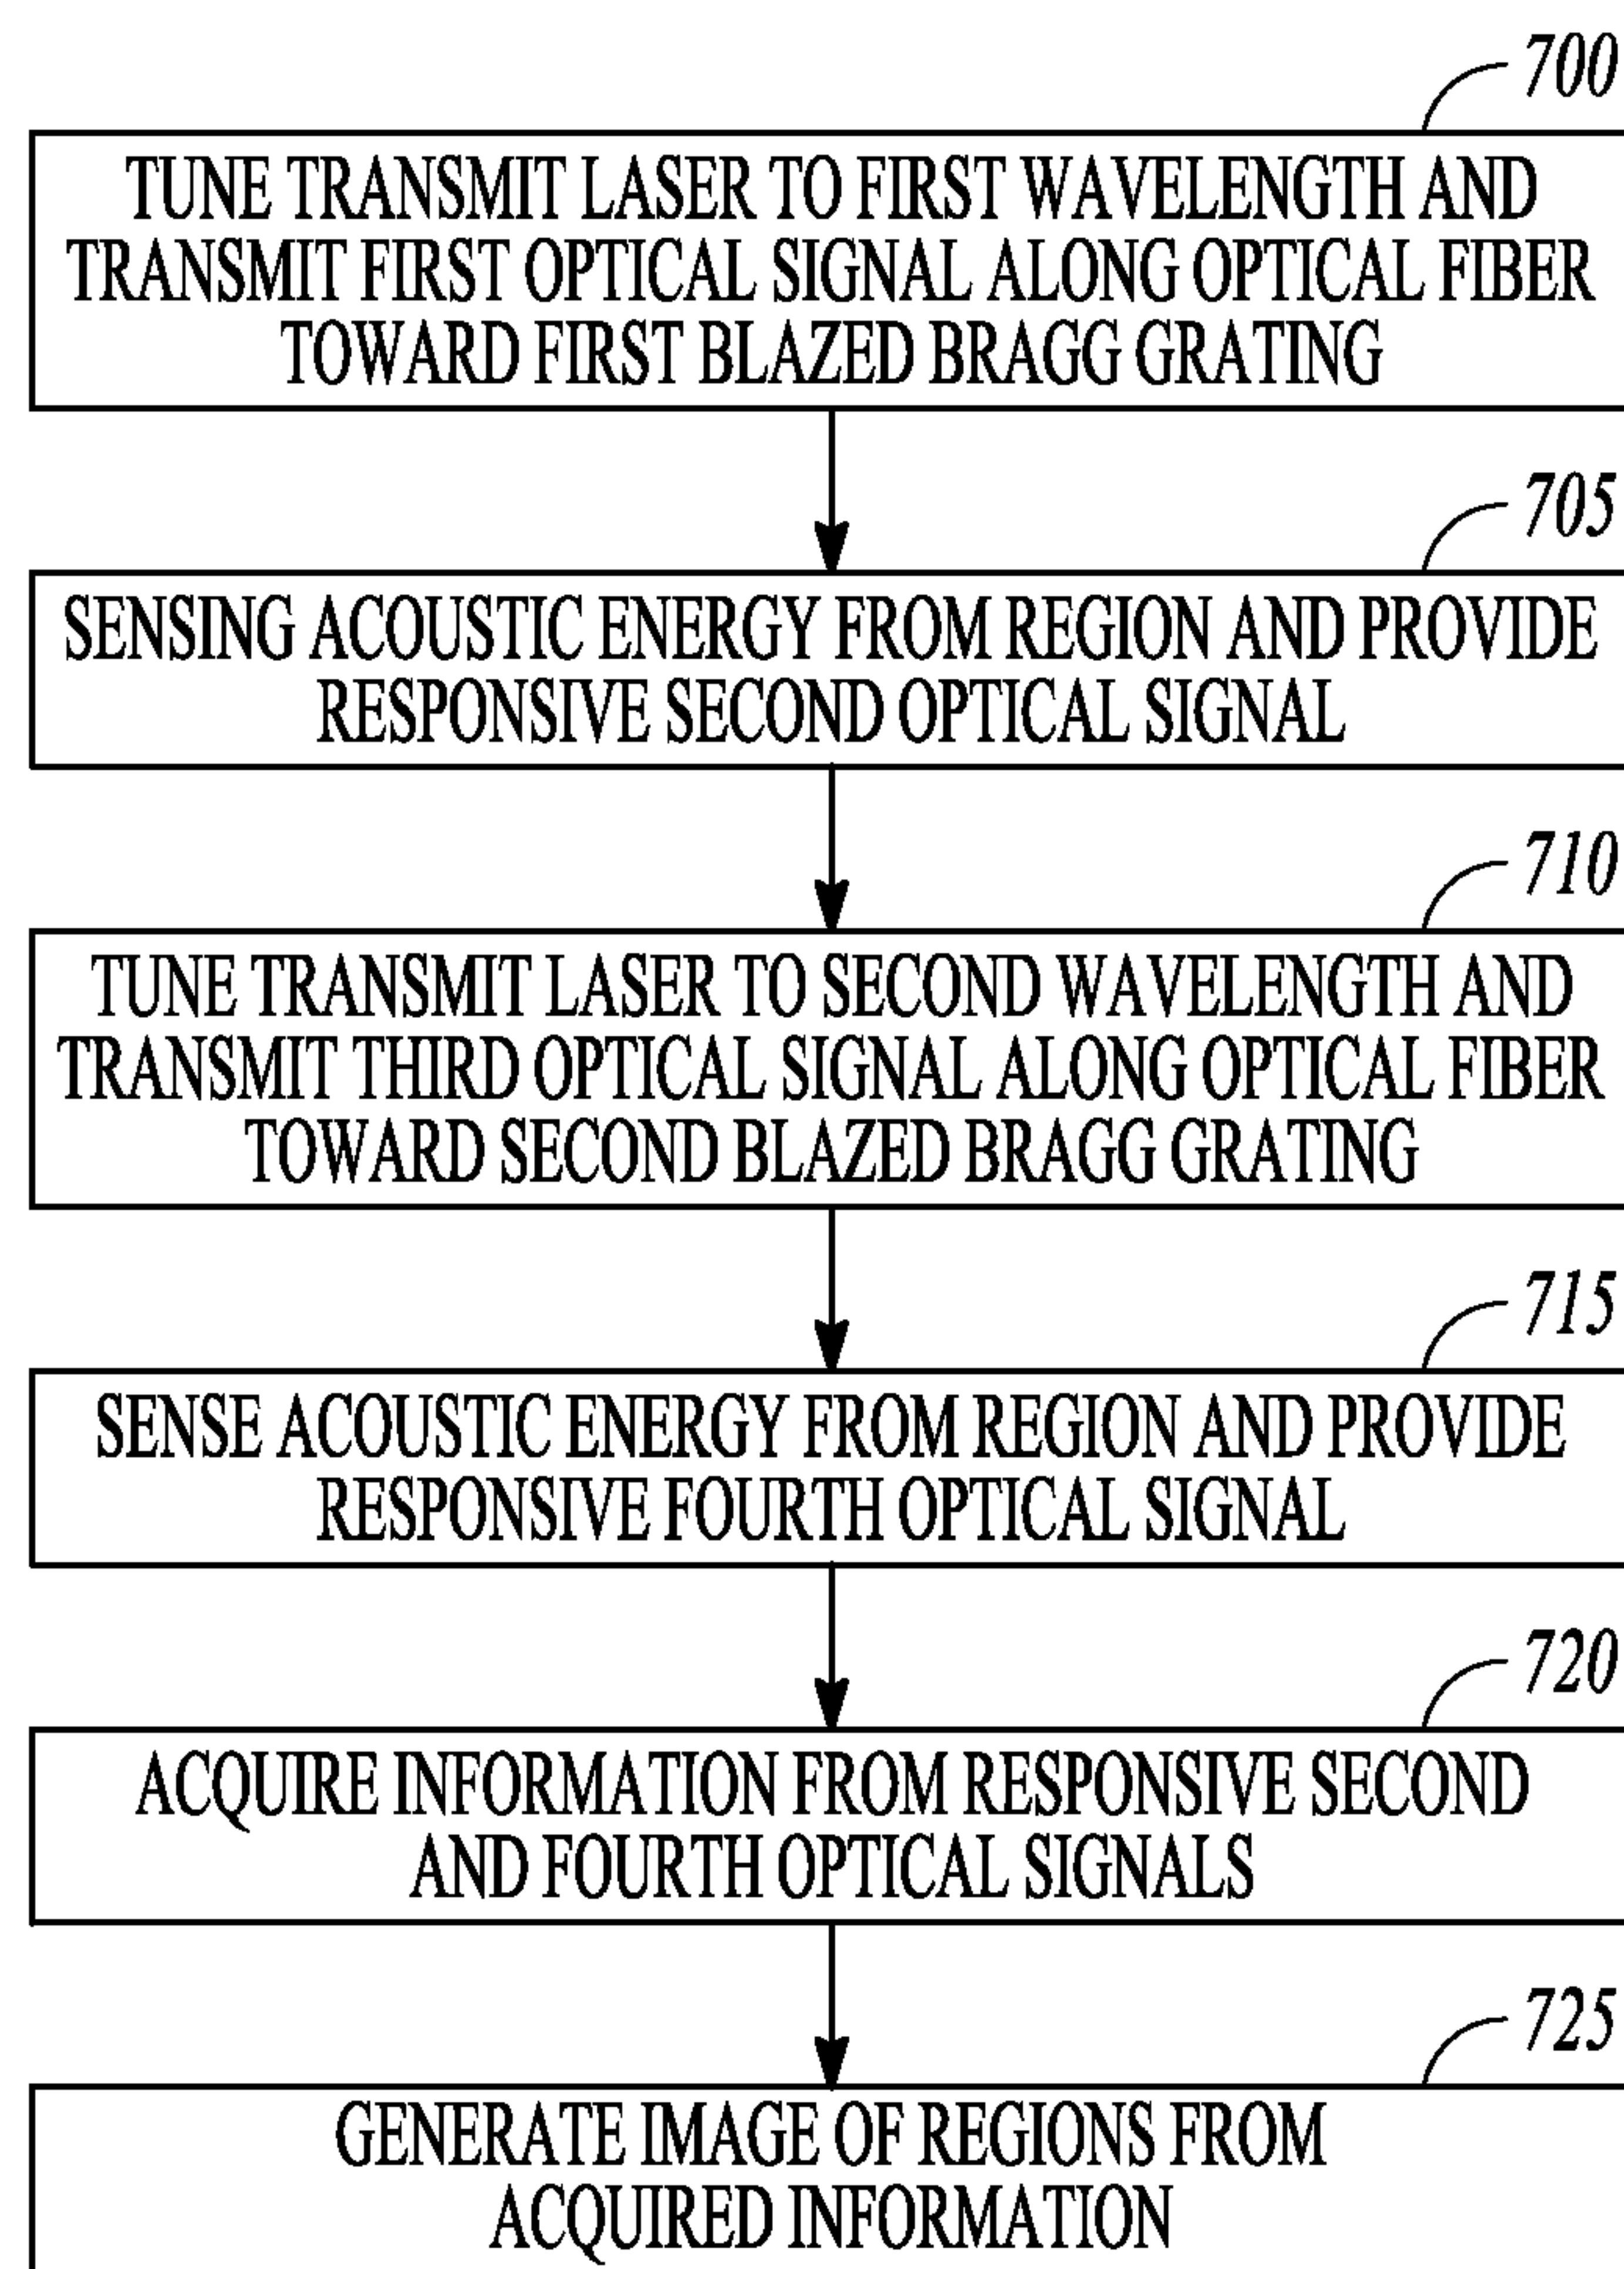 700
TUNE TRANSMIT LASER TO FIRST WAVELENGTH AND
TRANSMIT FIRST OPTICAL SIGNAL ALONG OPTICAL FIBER
TOWARD FIRST BLAZED BRAGG GRATING
705
SENSING ACOUSTIC ENERGY FROM REGION AND PROVIDE
RESPONSIVE SECOND OPTICAL SIGNAL
710
TUNE TRANSMIT LASER TO SECOND WAVELENGTH AND
TRANSMIT THIRD OPTICAL SIGNAL ALONG OPTICAL FIBER
TOWARD SECOND BLAZED BRAGG GRATING
715
SENSE ACOUSTIC ENERGY FROM REGION AND PROVIDE
RESPONSIVE FOURTH OPTICAL SIGNAL
720
ACQUIRE INFORMATION FROM RESPONSIVE SECOND
AND FOURTH OPTICAL SIGNALS
725
GENERATE IMAGE OF REGIONS FROM
ACQUIRED INFORMATION